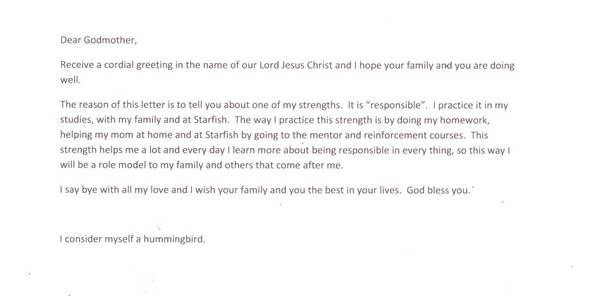 Dear Godmother,
Receive a cordial greeting in the name of our Lord Jesus Christ and I hope your family and you are doing
well.
The reason of this letter is to tell you about one of my strengths.  It is “responsible”.  I practice it in my
studies, with my family and at Starfish.  The way I practice this strength is by doing my homework,
helping my mom at home and at Starfish by going to the mentor and reinforcement courses.  This
strength helps me a lot and every day I learn more about being responsible in every thing, so this way I
will be a role model to my family and others that come after me.
I say bye with all my love and I wish your family and you the best in your lives.  God bless you.
I consider myself a hummingbird.